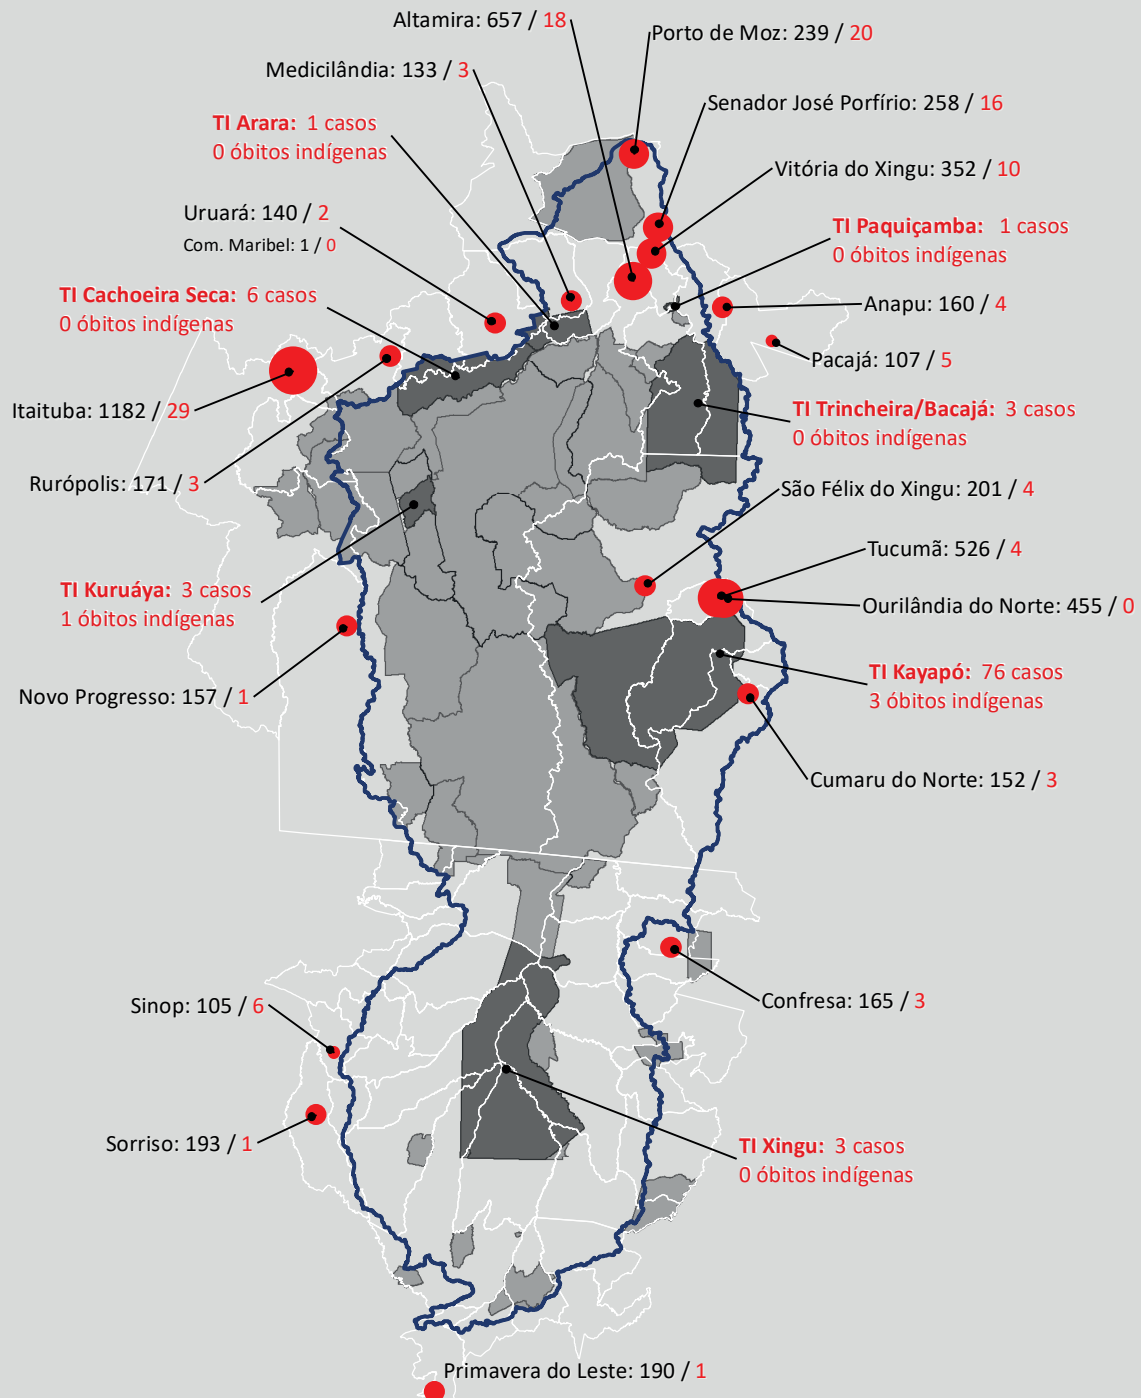 Altamira: 657 / 18
Porto de Moz: 239 / 20
Medicilândia: 133 / 3
Senador José Porfírio: 258 / 16
TI Arara: 1 casos
0 óbitos indígenas
Vitória do Xingu: 352 / 10
Uruará: 140 / 2
Com. Maribel: 1 / 0
TI Paquiçamba: 1 casos
0 óbitos indígenas
TI Cachoeira Seca: 6 casos
0 óbitos indígenas
Anapu: 160 / 4
Pacajá: 107 / 5
Itaituba: 1182 / 29
TI Trincheira/Bacajá: 3 casos
0 óbitos indígenas
Rurópolis: 171 / 3
São Félix do Xingu: 201 / 4
Tucumã: 526 / 4
TI Kuruáya: 3 casos
1 óbitos indígenas
Ourilândia do Norte: 455 / 0
TI Kayapó: 76 casos
3 óbitos indígenas
Novo Progresso: 157 / 1
Cumaru do Norte: 152 / 3
Sinop: 105 / 6
Confresa: 165 / 3
Sorriso: 193 / 1
TI Xingu: 3 casos
0 óbitos indígenas
Primavera do Leste: 190 / 1